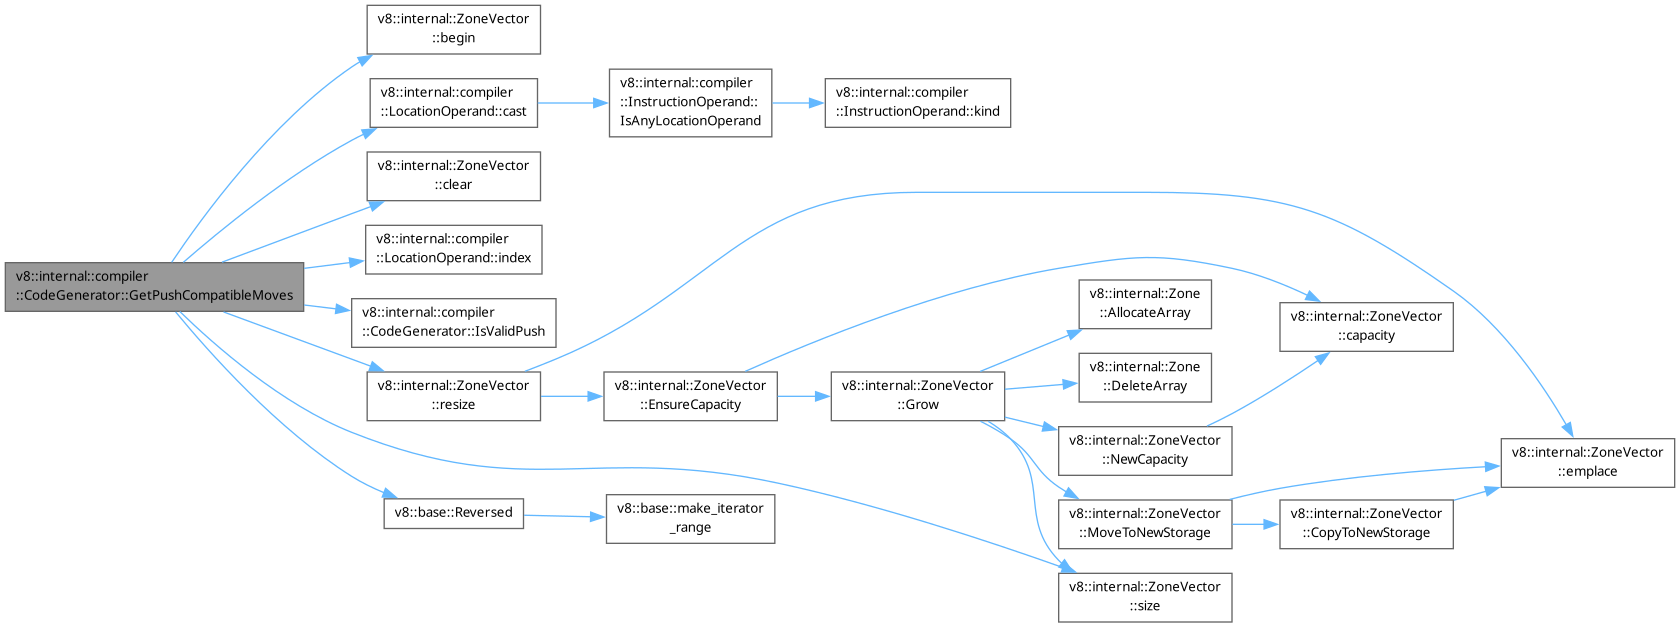 v8::internal::ZoneVector
::begin
v8::internal::compiler
::LocationOperand::cast
v8::internal::compiler
::InstructionOperand::
IsAnyLocationOperand
v8::internal::compiler
::InstructionOperand::kind
v8::internal::ZoneVector
::clear
v8::internal::compiler
::LocationOperand::index
v8::internal::compiler
::CodeGenerator::GetPushCompatibleMoves
v8::internal::compiler
::CodeGenerator::IsValidPush
v8::internal::Zone
::AllocateArray
v8::internal::ZoneVector
::capacity
v8::internal::ZoneVector
::resize
v8::internal::ZoneVector
::EnsureCapacity
v8::internal::ZoneVector
::Grow
v8::internal::Zone
::DeleteArray
v8::internal::ZoneVector
::NewCapacity
v8::internal::ZoneVector
::emplace
v8::base::Reversed
v8::base::make_iterator
_range
v8::internal::ZoneVector
::MoveToNewStorage
v8::internal::ZoneVector
::CopyToNewStorage
v8::internal::ZoneVector
::size